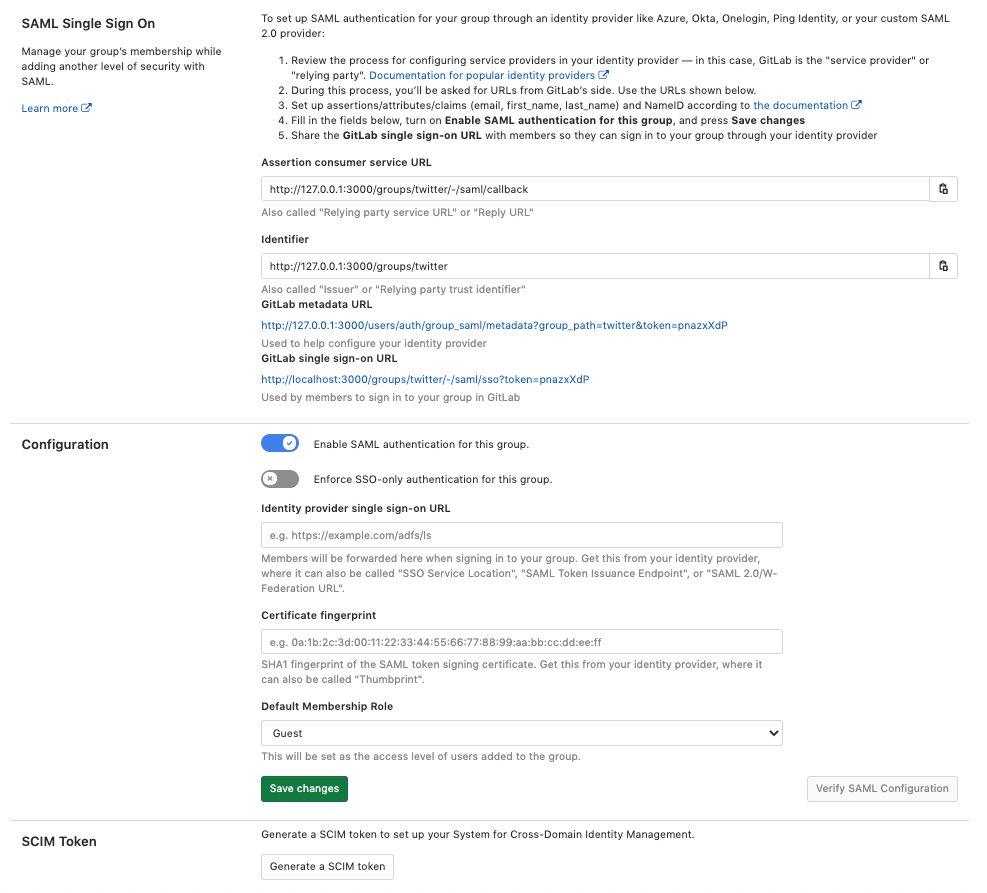 SAML Single Sign On
Manage your group's membership while
adding another level of security with
SAML.
Learn more
To set up SAML authentication for your group through an identity provider like Azure, Okta, Onelogin, Ping Identity, or your custom SAML
2.0 provider:
1. Review the process for configuring service providers in your identity provider — in this case, GitLab is the "service provider" or
"relying party". Documentation for popular identity providers
2. During this process, you'll be asked for URLs from GitLab's side. Use the URLs shown below.
3. Set up assertions/attributes/claims (email, first_name, last_name) and NameID according to the documentation
4. Fill in the fields below, turn on Enable SAML authentication for this group, and press Save changes
5. Share the GitLab single sign-on URL with members so they can sign in to your group through your identity provider
Assertion consumer service URL
http://127.0.0.1:3000/groups/twitter/-/saml/callback
Also called "Relying party service URL" or "Reply URL"
Identifier
http://127.0.0.1:3000/groups/twitter
Also called "Issuer" or "Relying party trust identifier"
GitLab metadata URL
http://127.0.0.1:3000/users/auth/group_saml/metadata?group_path=twitter&token=pnazxXdP
Used to help configure your identity provider
GitLab single sign-on URL
http://localhost:3000/groups/twitter/-/saml/sso?token=pnazxXdP
Used by members to sign in to your group in GitLab
Configuration
Enable SAML authentication for this group.
Enforce SSO-only authentication for this group.
Identity provider single sign-on URL
e.g. https://example.com/adfs/ls
Members will be forwarded here when signing in to your group. Get this from your identity provider,
where it can also be called "SSO Service Location", "SAML Token Issuance Endpoint", or "SAML 2.0/W-
Federation URL".
Certificate fingerprint
e.g. 0a:1b:2c:3d:00:11:22:33:44:55:66:77:88:99:aa:bb:cc:dd:ee:ff
SHA1 fingerprint of the SAML token signing certificate. Get this from your identity provider, where it
can also be called "Thumbprint".
Default Membership Role
Guest
This will be set as the access level of users added to the group.
Save changes
Verify SAML Configuration
SCIM Token
Generate a SCIM token to set up your System for Cross-Domain Identity Management.
Generate a SCIM token